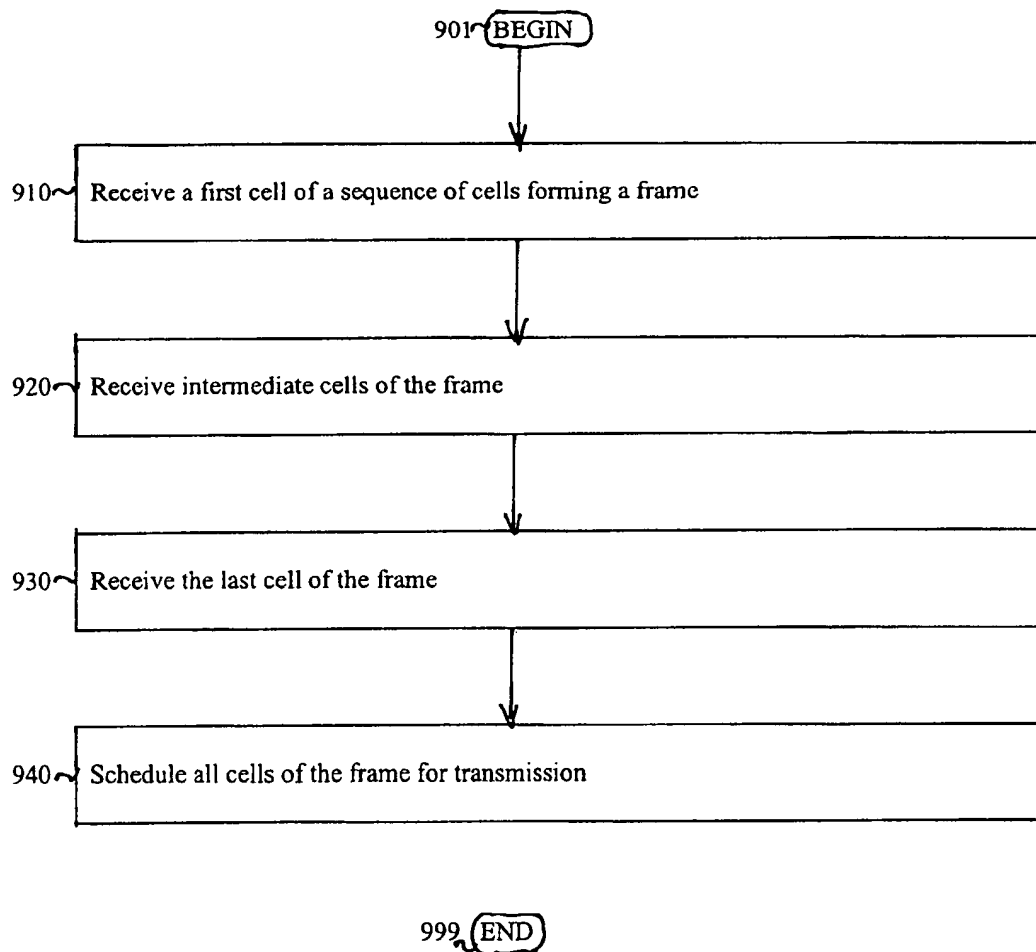 901 BEGIN
910 Receive a first cell of a sequence of cells forming a frame
920 Receive intermediate cells of the frame
930 Receive the last cell of the frame
940 Schedule all cells of the frame for transmission
999 END